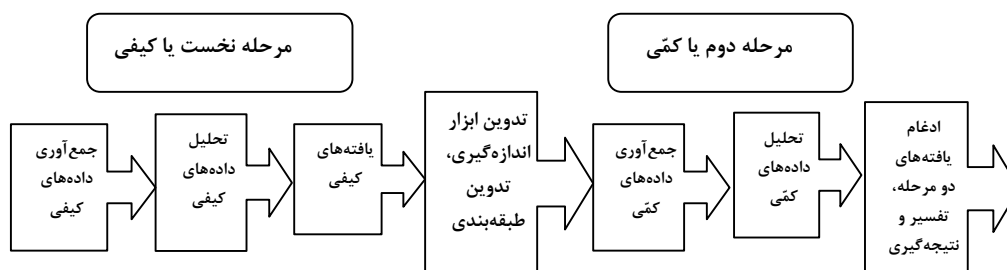 مرحله نخست یا کیفی
مرحله دوم یا کمّی
جمع‌آوری
داده‌های
کیفی
تحلیل
داده‌های
کیفی
یافته‌های
کیفی
تدوین ابزار
اندازه‌گیری،
تدوین
طبقه‌بندی
جمع‌آوری
داده‌های
کمّی
تحلیل
داده‌های
کمّی
ادغام
یافته‌های
دو مرحله،
تفسیر و
نتیجه‌گیری